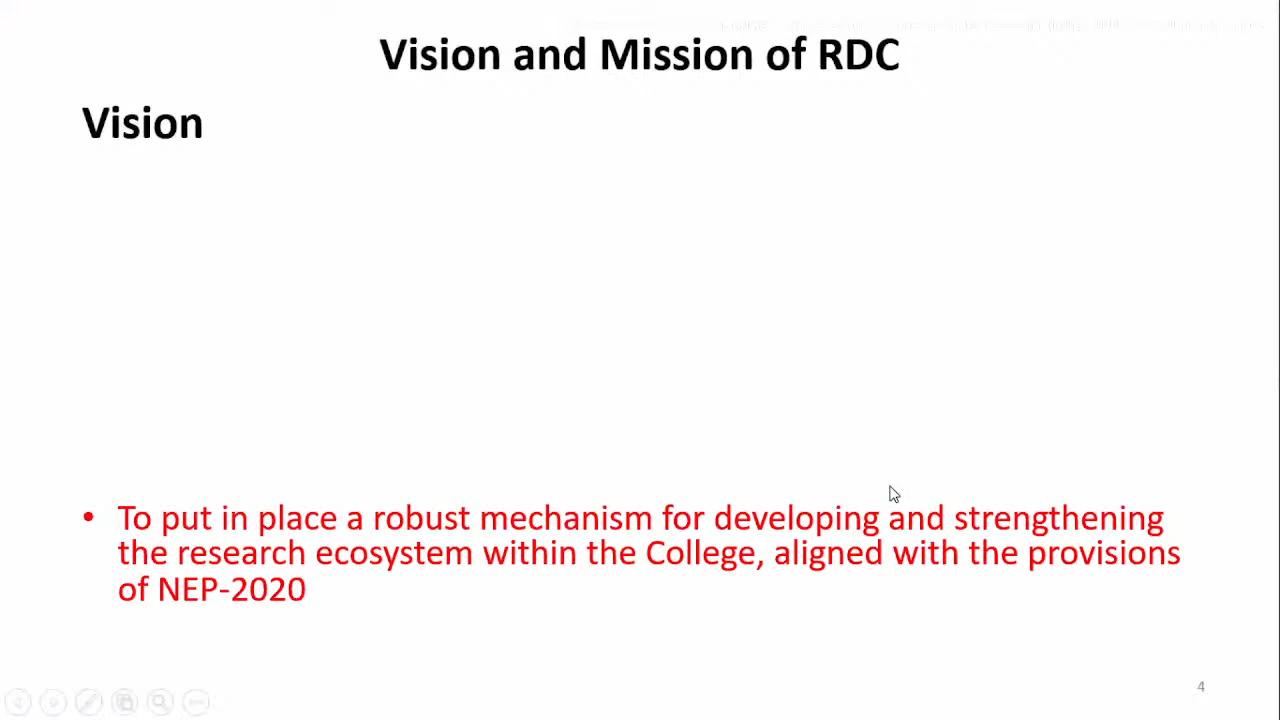 Vision and Mission of RDC
Vision
• To put in place a robust mechanism for developing and strengthening
the research ecosystem within the College, aligned with the provisions
of NEP-2020
4